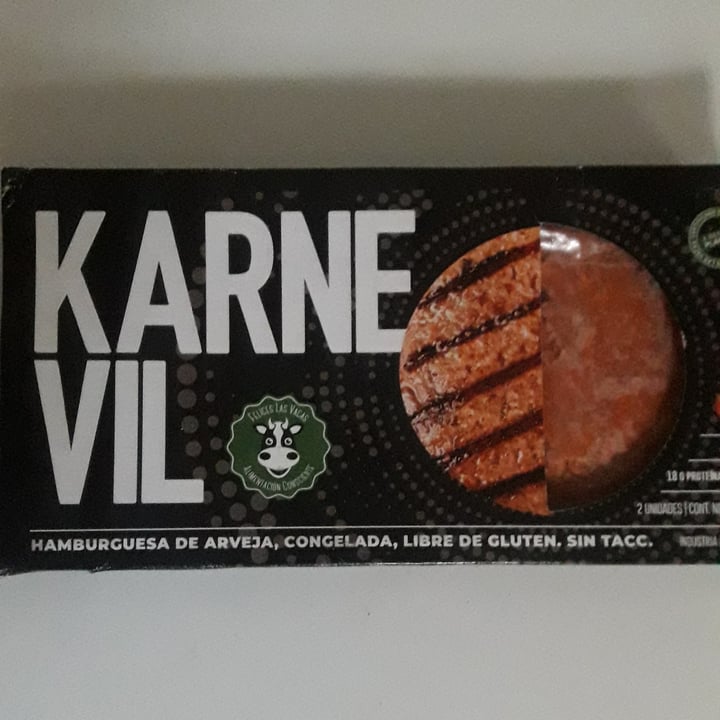 KARNE
VIL
FELICES LAS VACAS
ALIMENTACIÓN CONSCIENTE
18 G PROTEÍNA
2 UNIDADES | CONT. NE
HAMBURGUESA DE ARVEJA, CONGELADA, LIBRE DE GLUTEN. SIN TACC.
INDUSTRIA